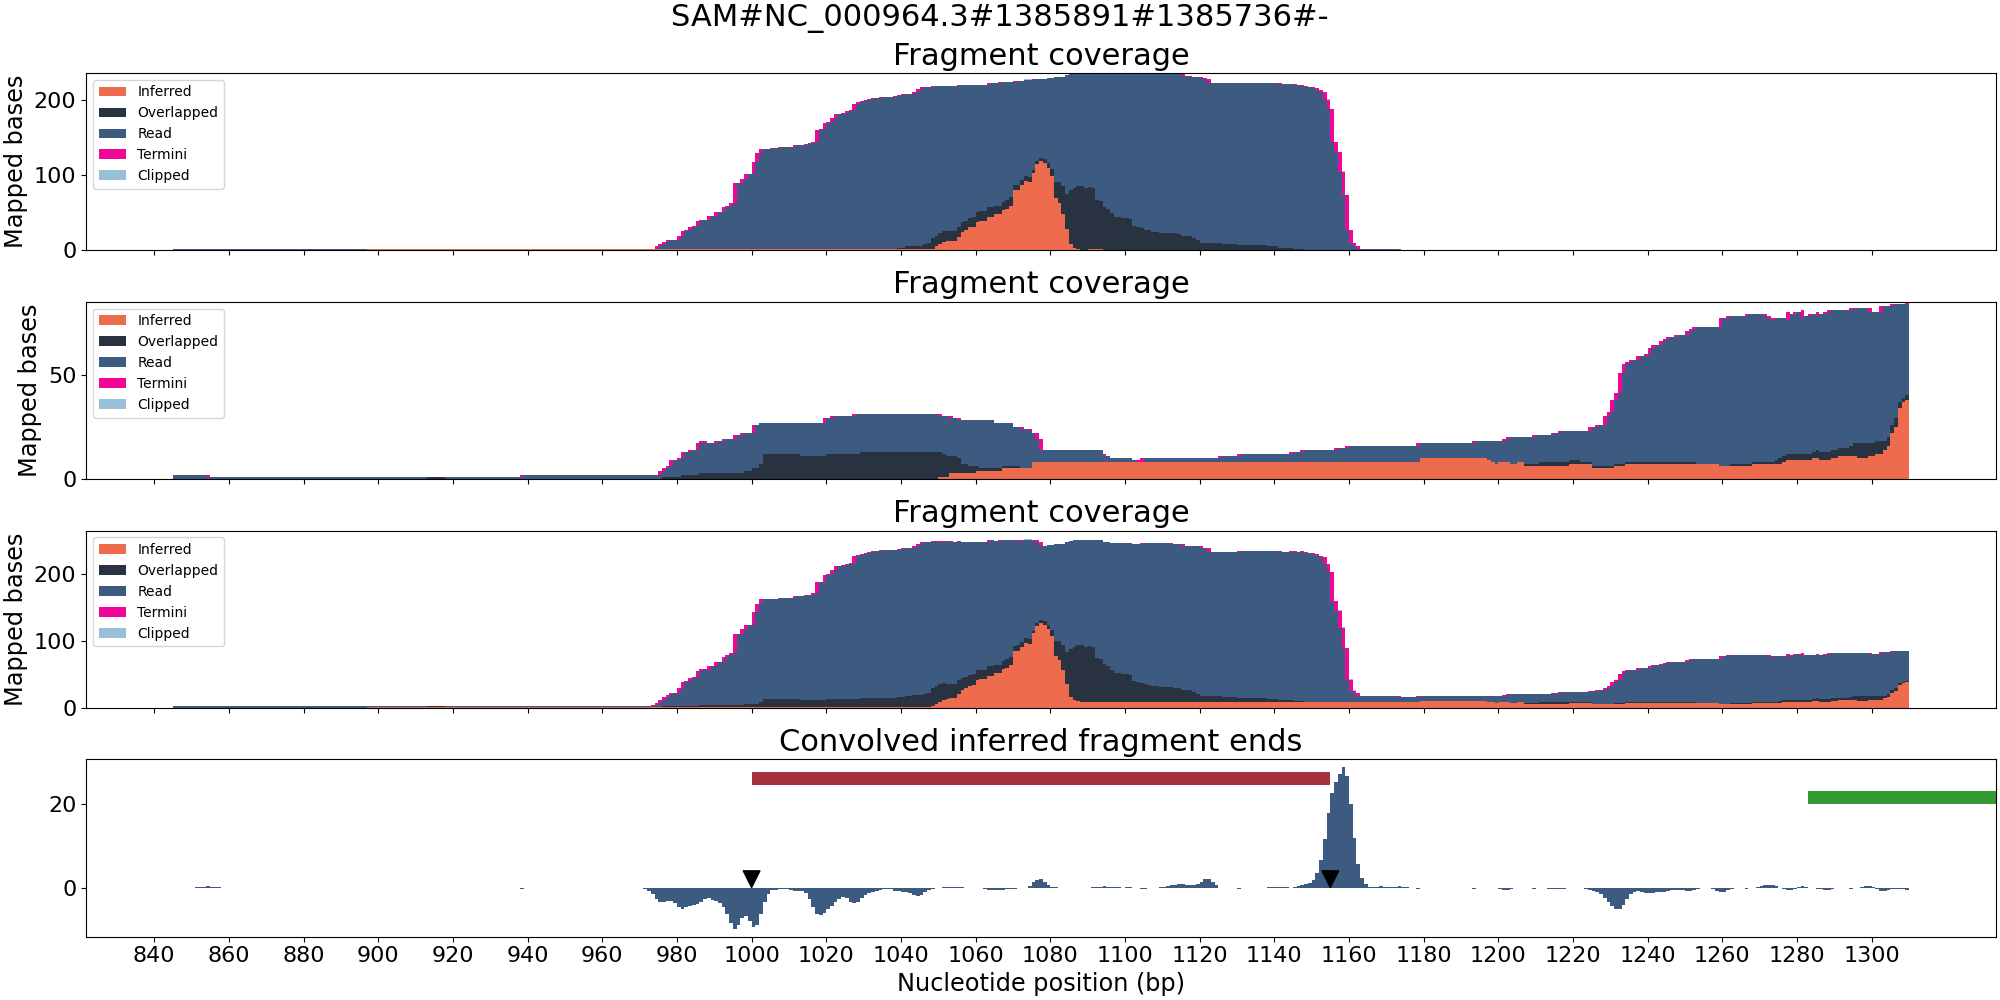 SAM#NC_000964.3#1385891#1385736#-
Fragment coverage
Mapped bases
200
100
0
Inferred
Overlapped
Read
Termini
Clipped
Fragment coverage
Mapped bases
50
0
Inferred
Overlapped
Read
Termini
Clipped
Fragment coverage
Mapped bases
200
100
0
Inferred
Overlapped
Read
Termini
Clipped
Convolved inferred fragment ends
20
0
840 860 880 900 920 940 960 980 1000 1020 1040 1060 1080 1100 1120 1140 1160 1180 1200 1220 1240 1260 1280 1300
Nucleotide position (bp)